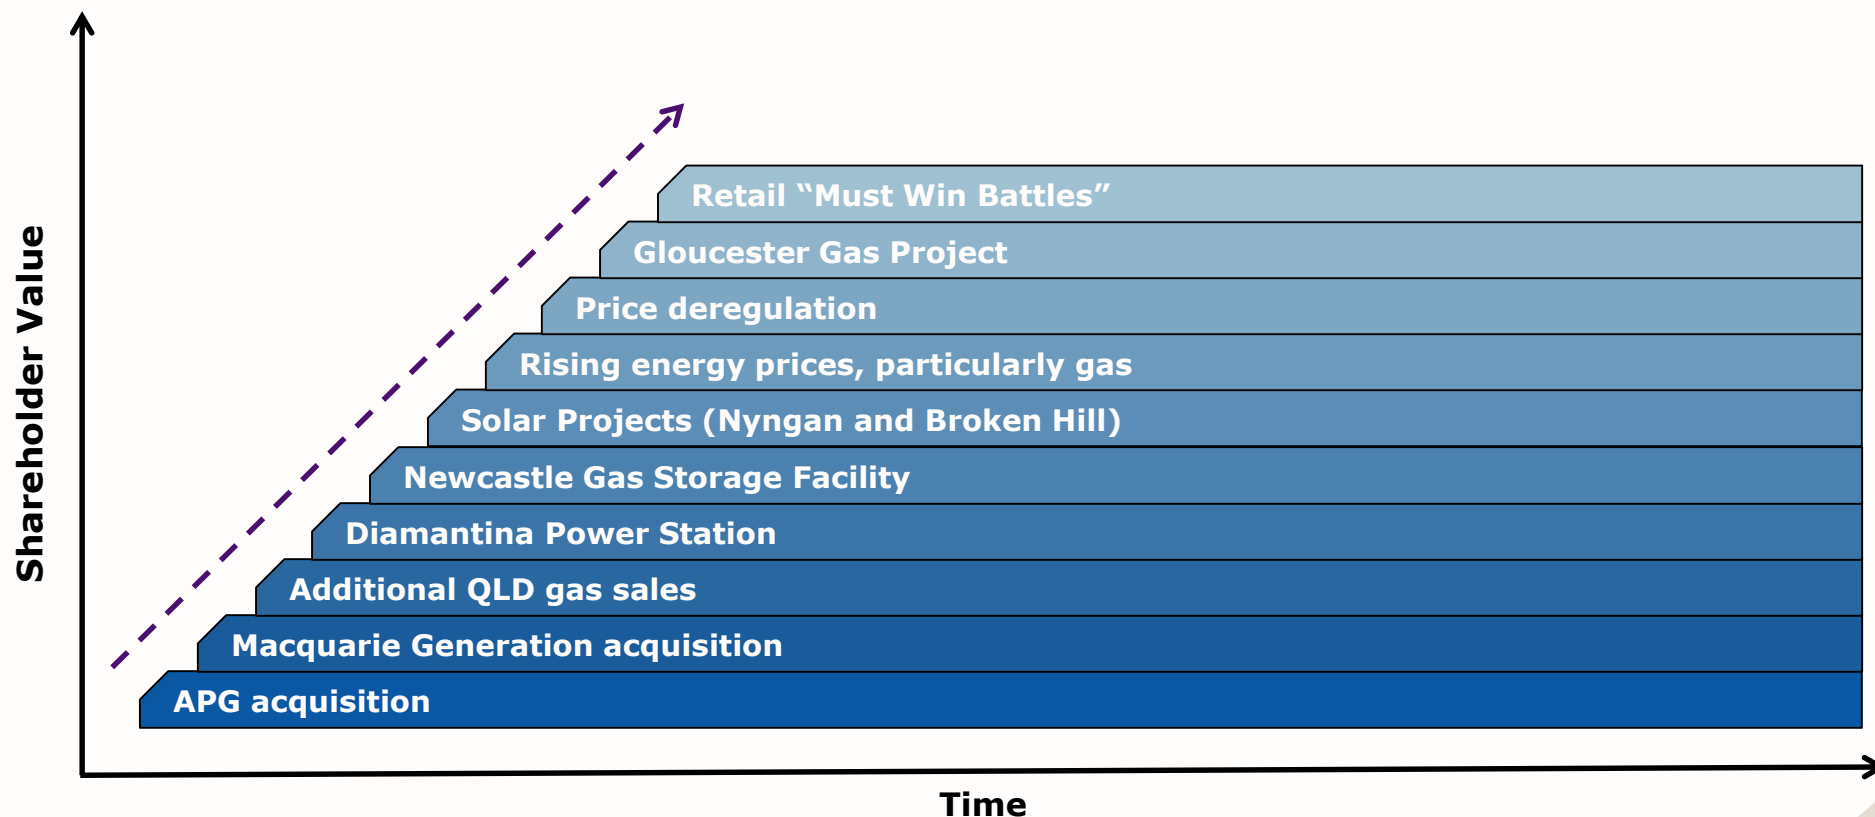 Shareholder Value
Retail “Must Win Battles”
Gloucester Gas Project
Price deregulation
Rising energy prices, particularly gas
Solar Projects (Nyngan and Broken Hill)
Newcastle Gas Storage Facility
Diamantina Power Station
Additional QLD gas sales
Macquarie Generation acquisition
APG acquisition
Time